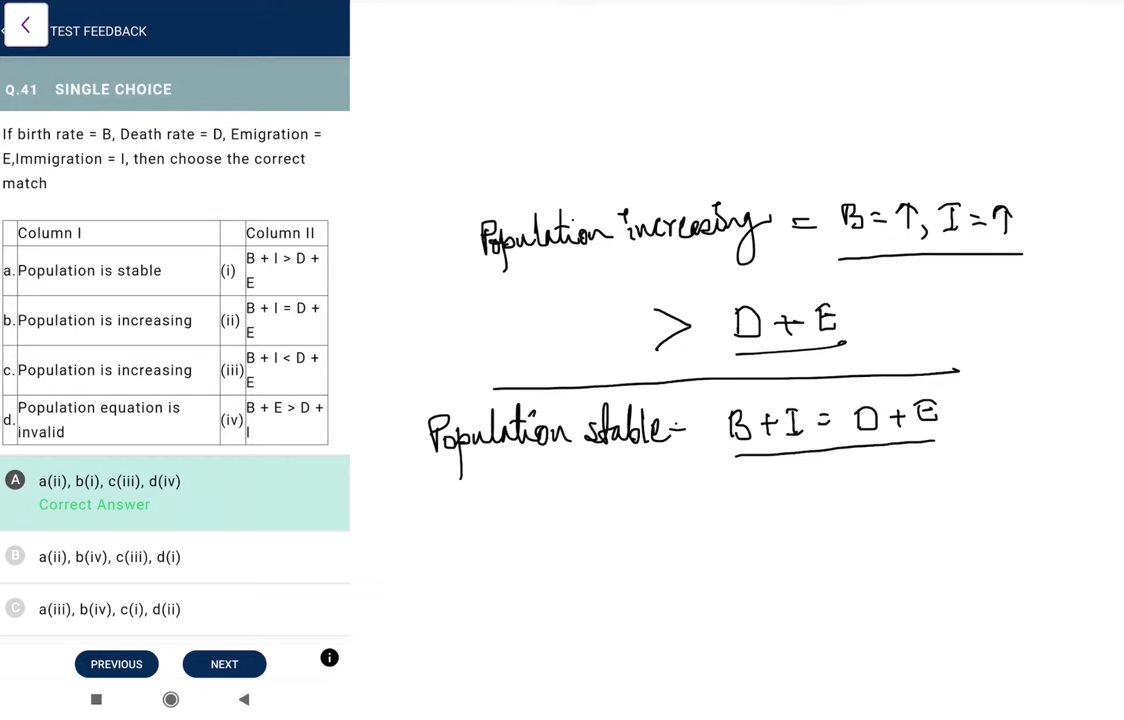 TEST FEEDBACK
Q.41 SINGLE CHOICE
If birth rate = B, Death rate = D, Emigration =
E,Immigration = I, then choose the correct
match
Column I Column II
a. Population is stable (i) B + I > D +
E
b. Population is increasing (ii) B + I = D +
E
c. Population is increasing (iii) B + I < D +
E
d. Population equation is
invalid (iv) B + E > D +
I
A a(ii), b(i), c(iii), d(iv)
Correct Answer
B a(ii), b(iv), c(iii), d(i)
C a(iii), b(iv), c(i), d(ii)
PREVIOUS NEXT i
Population increasing = B = ↑, I = ↑
> D + E
Population stable - B + I = D + E